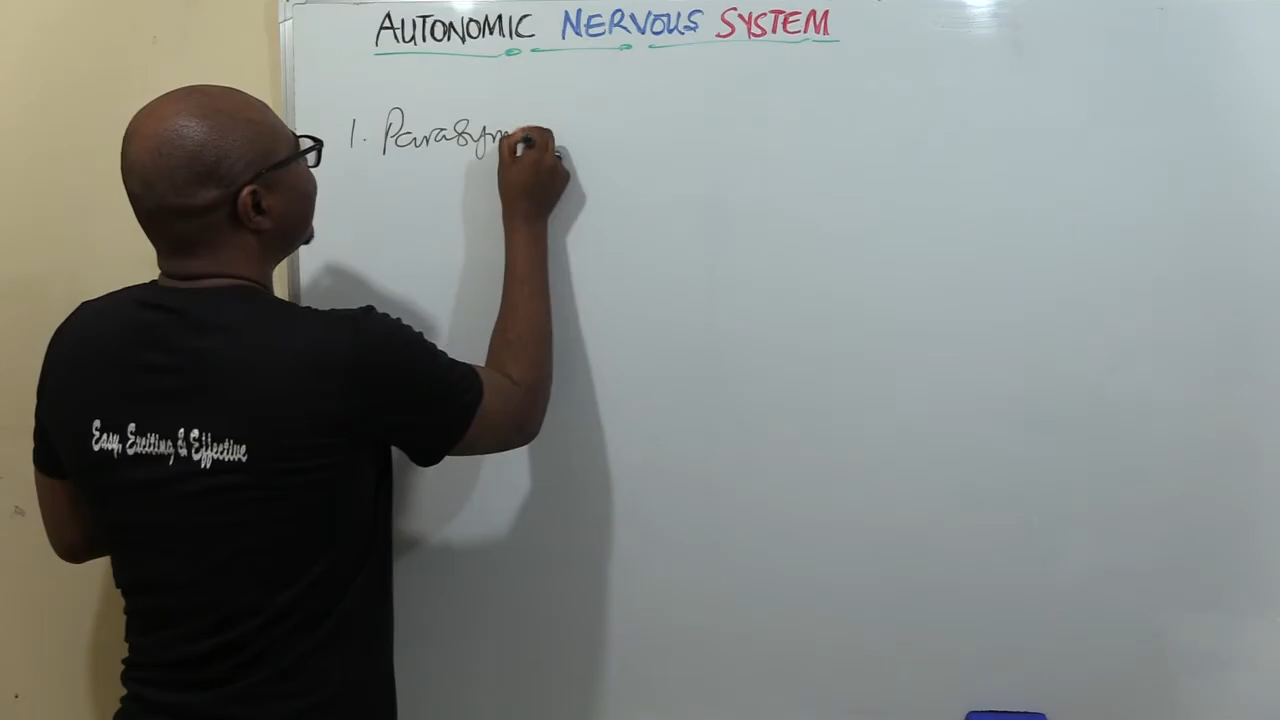 AUTONOMIC NERVOUS SYSTEM
1. Parasym
Easy, Exciting & Effective